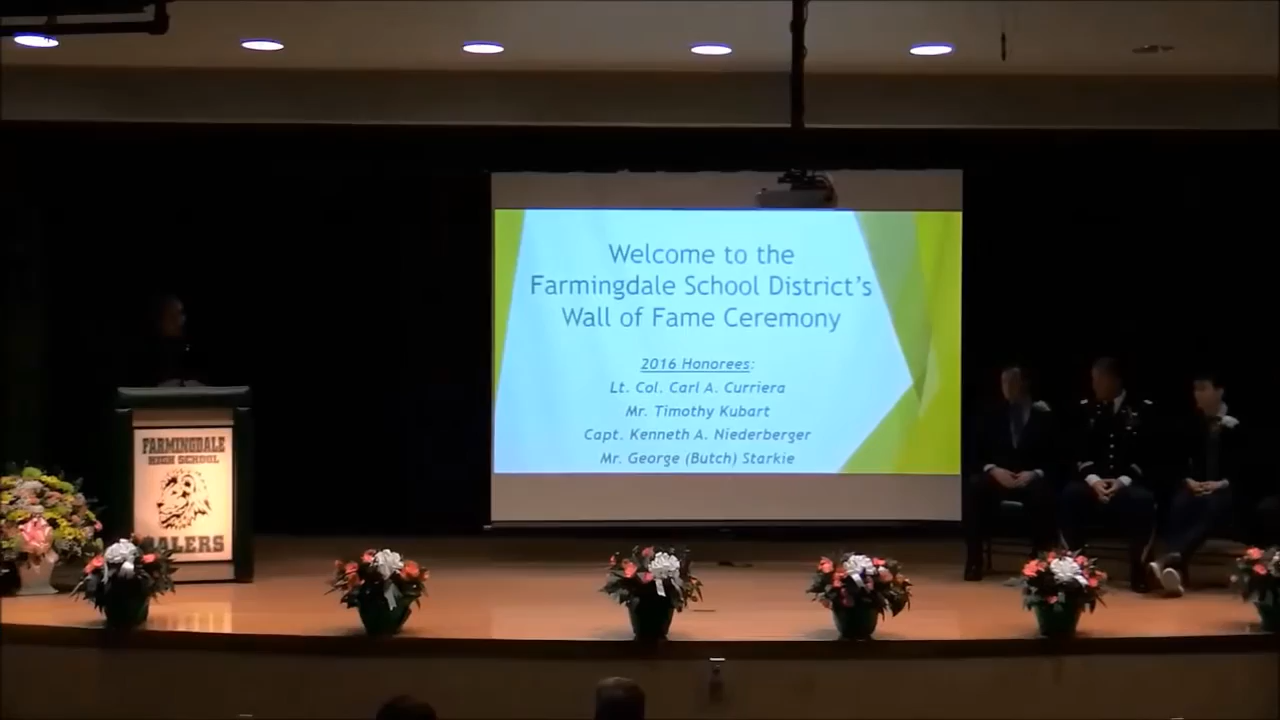 Welcome to the
Farmingdale School District's
Wall of Fame Ceremony
2016 Honorees:
Lt. Col. Carl A. Curriera
Mr. Timothy Kubart
Capt. Kenneth A. Niederberger
Mr. George (Butch) Starkie
FARMINGDALE
HIGH SCHOOL
DALERS